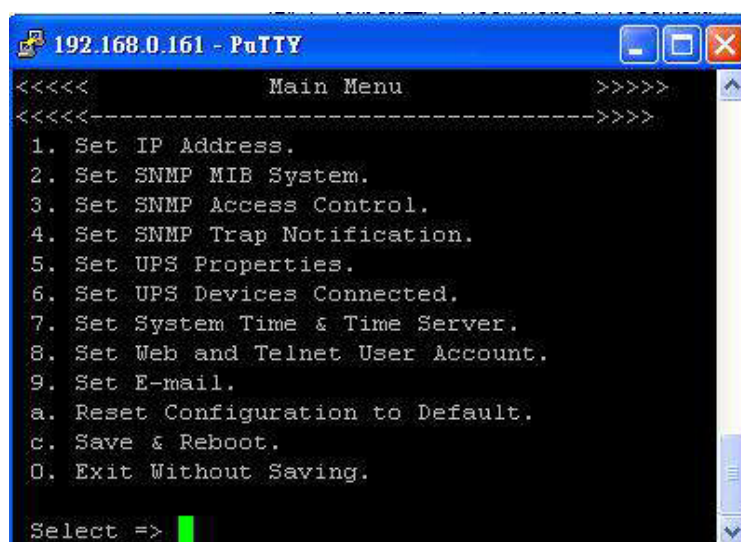 192.168.0.161 - PuTTY
<<<<< Main Menu >>>>>
<<<<<----------------------------------->>>>
1. Set IP Address.
2. Set SNMP MIB System.
3. Set SNMP Access Control.
4. Set SNMP Trap Notification.
5. Set UPS Properties.
6. Set UPS Devices Connected.
7. Set System Time & Time Server.
8. Set Web and Telnet User Account.
9. Set E-mail.
a. Reset Configuration to Default.
c. Save & Reboot.
0. Exit Without Saving.
Select =>